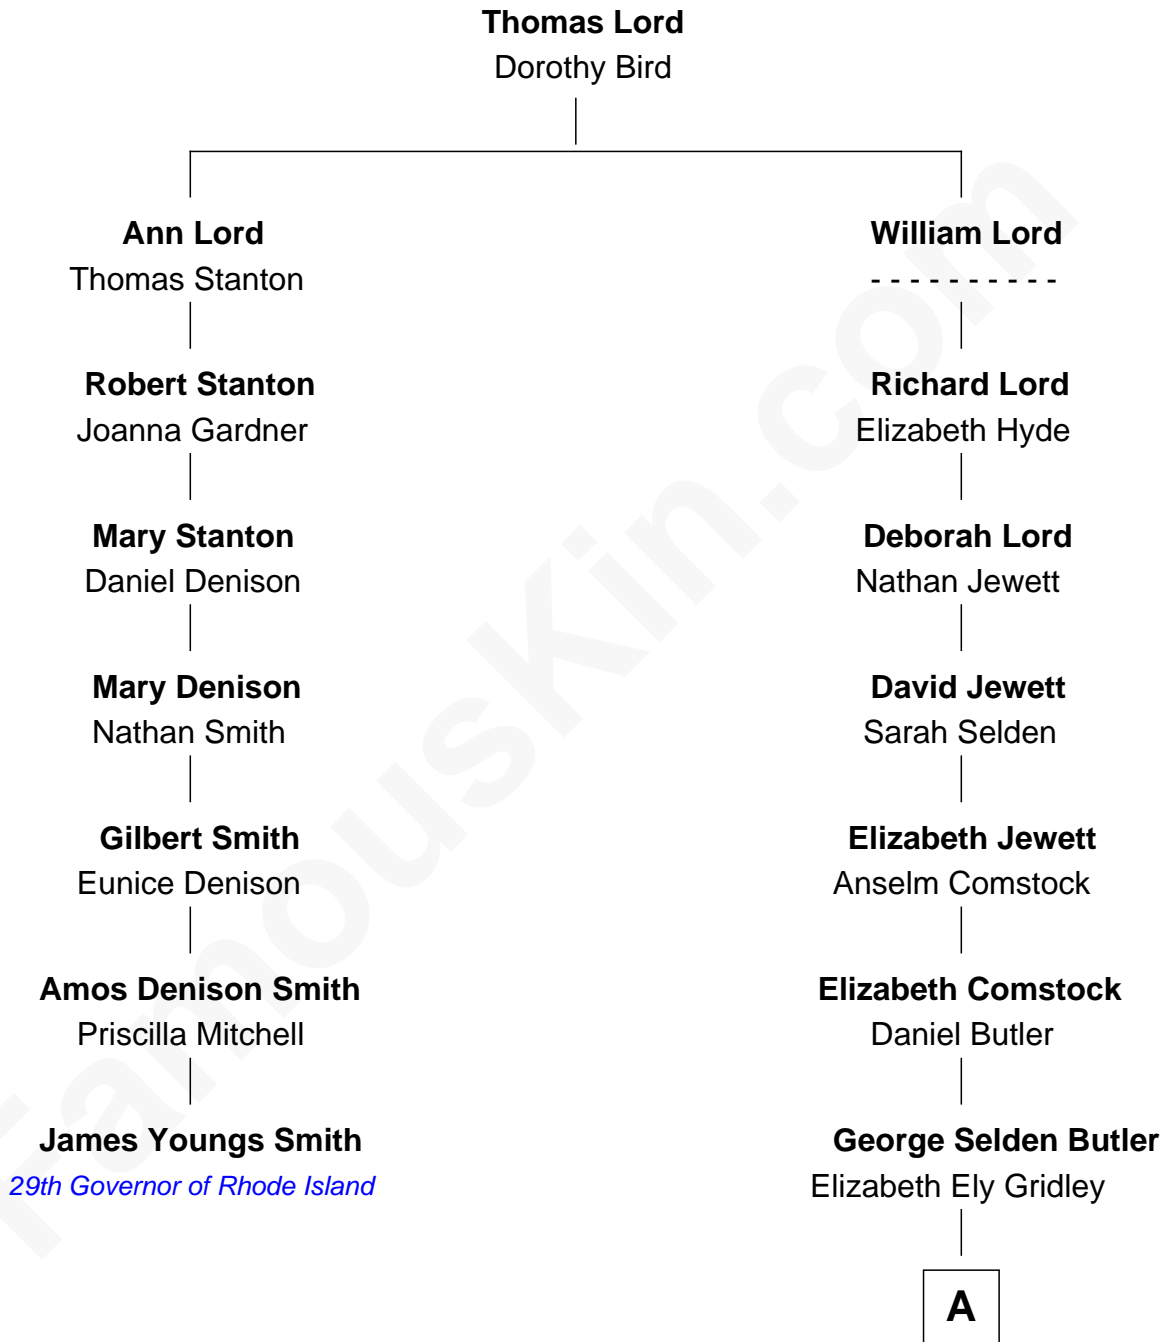 Thomas Lord
Dorothy Bird
Ann Lord
Thomas Stanton
William Lord
- - - - - - - - - -
Robert Stanton
Joanna Gardner
Richard Lord
Elizabeth Hyde
Mary Stanton
Daniel Denison
Deborah Lord
Nathan Jewett
Mary Denison
Nathan Smith
David Jewett
Sarah Selden
Gilbert Smith
Eunice Denison
Elizabeth Jewett
Anselm Comstock
Amos Denison Smith
Priscilla Mitchell
Elizabeth Comstock
Daniel Butler
James Youngs Smith
29th Governor of Rhode Island
George Selden Butler
Elizabeth Ely Gridley
A
FamousKin.com